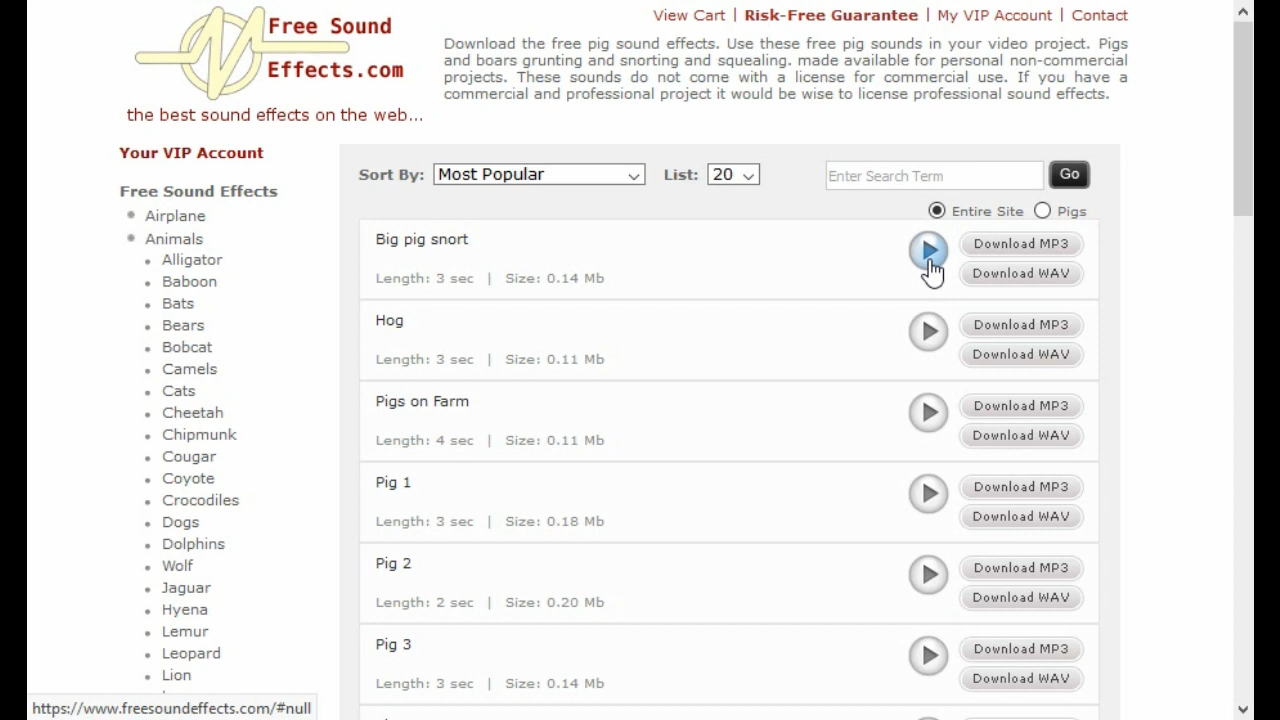 Free Sound
Effects.com
the best sound effects on the web...
View Cart | Risk-Free Guarantee | My VIP Account | Contact
Download the free pig sound effects. Use these free pig sounds in your video project. Pigs
and boars grunting and snorting and squealing. made available for personal non-commercial
projects. These sounds do not come with a license for commercial use. If you have a
commercial and professional project it would be wise to license professional sound effects.
Your VIP Account
Free Sound Effects
Airplane
Animals
Alligator
Baboon
Bats
Bears
Bobcat
Camels
Cats
Cheetah
Chipmunk
Cougar
Coyote
Crocodiles
Dogs
Dolphins
Wolf
Jaguar
Hyena
Lemur
Leopard
Lion
Sort By: Most Popular List: 20 Enter Search Term Go
Entire Site Pigs
Big pig snort
Length: 3 sec | Size: 0.14 Mb
Download MP3
Download WAV
Hog
Length: 3 sec | Size: 0.11 Mb
Download MP3
Download WAV
Pigs on Farm
Length: 4 sec | Size: 0.11 Mb
Download MP3
Download WAV
Pig 1
Length: 3 sec | Size: 0.18 Mb
Download MP3
Download WAV
Pig 2
Length: 2 sec | Size: 0.20 Mb
Download MP3
Download WAV
Pig 3
Length: 3 sec | Size: 0.14 Mb
Download MP3
Download WAV
https://www.freesoundeffects.com/#null